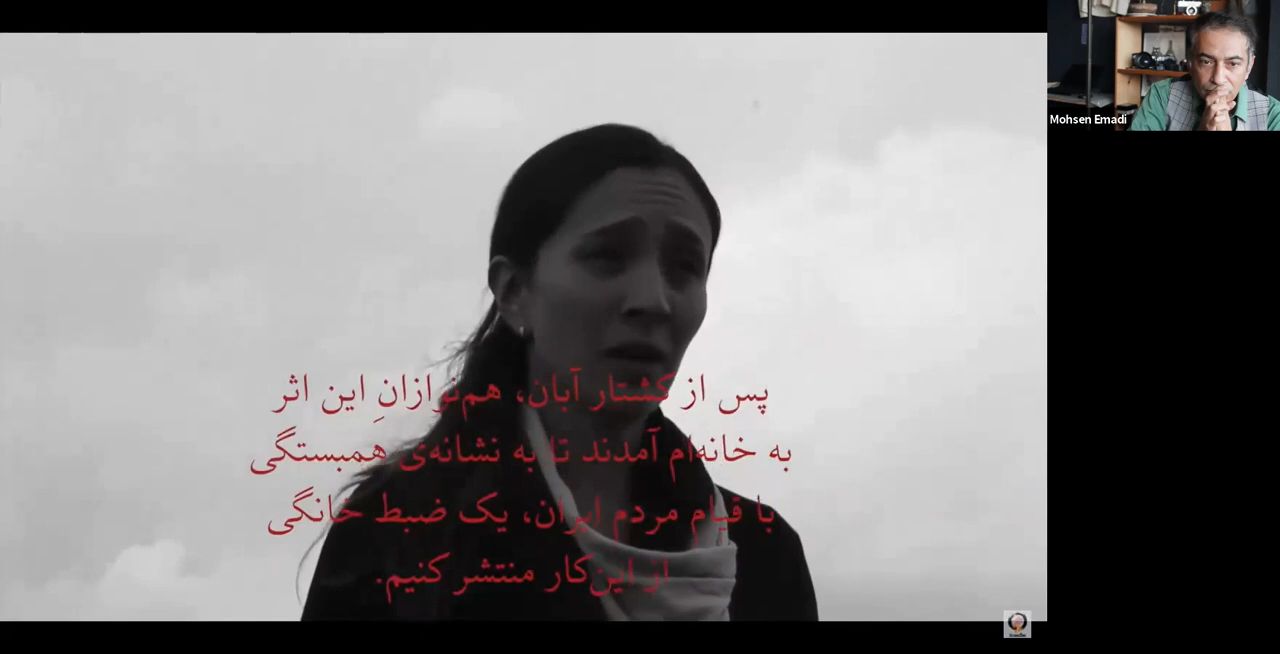 پس از کشتار آبان، هم‌نوازانِ این اثر
به خانه‌ام آمدند تا به نشانه‌ی همبستگی
با قیام مردم ایران، یک ضبط خانگی
از این‌کار منتشر کنیم.
Mohsen Emadi